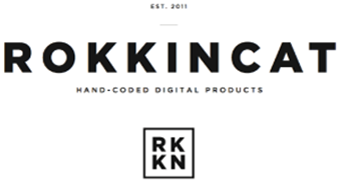 EST. 2011
ROKKINCAT
HAND-CODED DIGITAL PRODUCTS
RK
KN